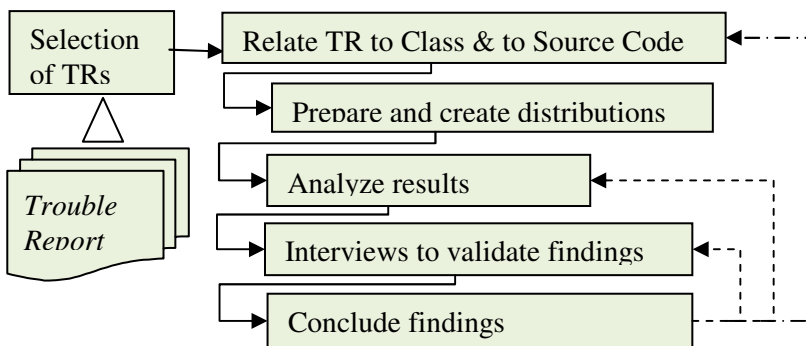 Selection
of TRs
Trouble
Report
Relate TR to Class & to Source Code
Prepare and create distributions
Analyze results
Interviews to validate findings
Conclude findings